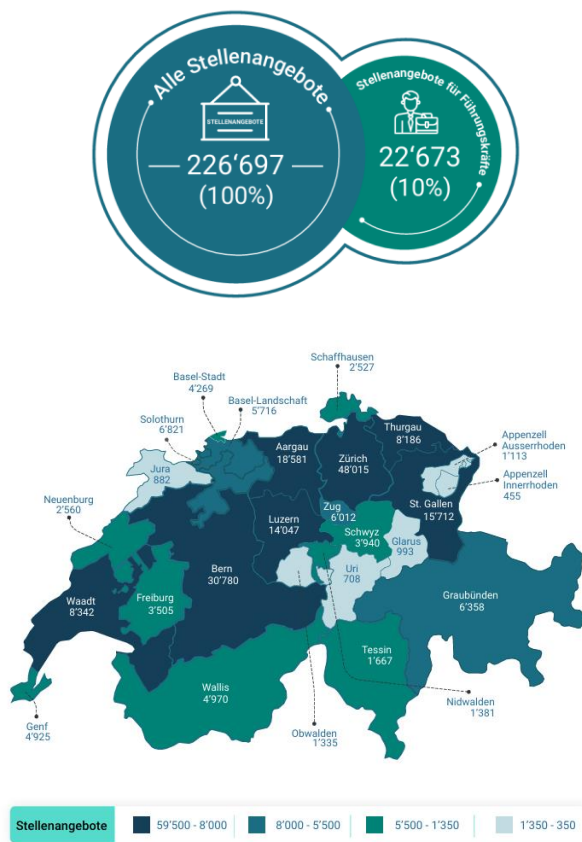 Alle Stellenangebote
STELLENANGEBOTE
226‘697
(100%)
Stellenangebote für Führungskräfte
22‘673
(10%)
Schaffhausen
2‘527
Basel-Stadt
4‘269
Basel-Landschaft
5‘716
Solothurn
6‘821
Thurgau
8‘186
Aargau
18‘581
Zürich
48‘015
Appenzell
Ausserrhoden
1‘113
Jura
882
Appenzell
Innerrhoden
455
Neuenburg
2‘560
Zug
6‘012
St. Gallen
15‘712
Luzern
14‘047
Schwyz
3‘940
Glarus
993
Bern
30‘780
Uri
708
Waadt
8‘342
Freiburg
3‘505
Graubünden
6‘358
Tessin
1‘667
Wallis
4‘970
Nidwalden
1‘381
Genf
4‘925
Obwalden
1‘335
Stellenangebote
59‘500 - 8‘000
8‘000 - 5‘500
5‘500 - 1‘350
1‘350 - 350